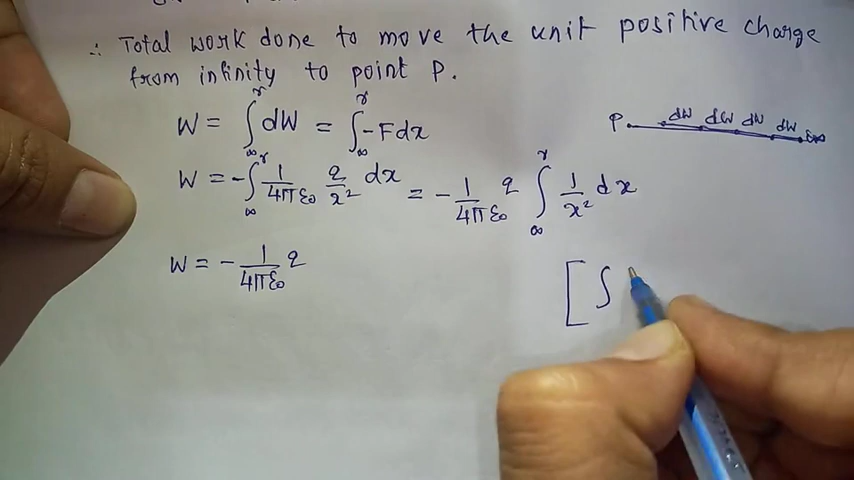 ∴ Total work done to move the unit positive charge
from infinity to point P.
W = ∫_∞^r dW = ∫_∞^r -Fdx
P. dW dW dW dW ∞
W = -∫_∞^r 1/4πε₀ q/x² dx = - 1/4πε₀ q ∫_∞^r 1/x² dx
W = - 1/4πε₀ q
[ ∫